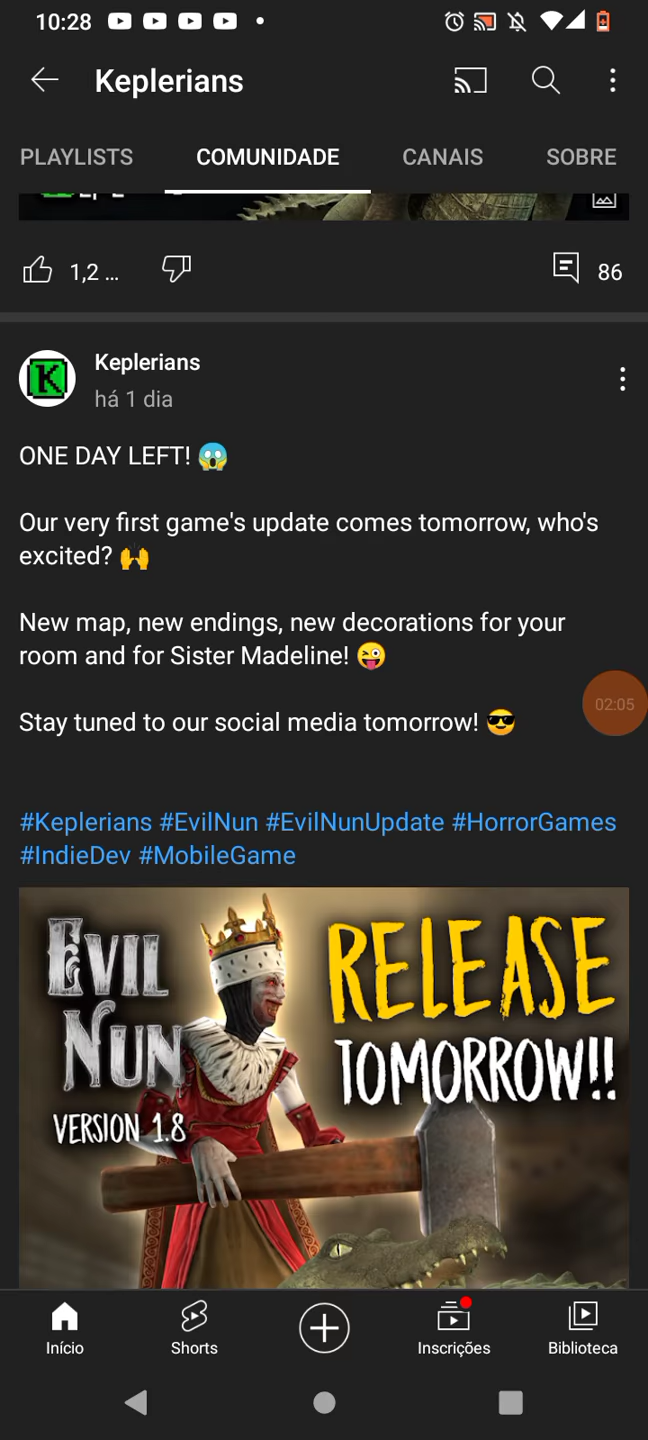 10:28
Keplerians
PLAYLISTS COMUNIDADE CANAIS SOBRE
1,2 ... 86
Keplerians
há 1 dia
ONE DAY LEFT! 😱
Our very first game's update comes tomorrow, who's
excited? 🙌
New map, new endings, new decorations for your
room and for Sister Madeline! 😜
02:05
Stay tuned to our social media tomorrow! 😎
#Keplerians #EvilNun #EvilNunUpdate #HorrorGames
#IndieDev #MobileGame
EVIL
NUN
VERSION 1.8
RELEASE
TOMORROW!!
Início Shorts Inscrições Biblioteca